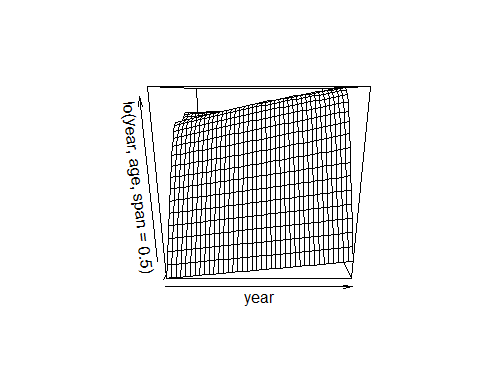 lo(year, age, span = 0.5)
year